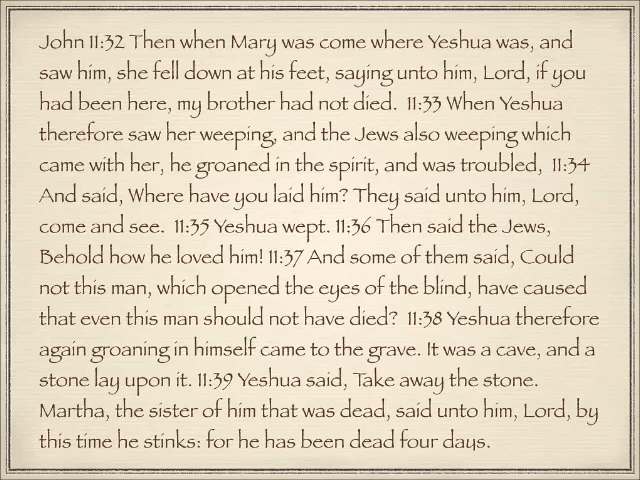 John 11:32 Then when Mary was come where Yeshua was, and
saw him, she fell down at his feet, saying unto him, Lord, if you
had been here, my brother had not died.  11:33 When Yeshua
therefore saw her weeping, and the Jews also weeping which
came with her, he groaned in the spirit, and was troubled,  11:34
And said, Where have you laid him? They said unto him, Lord,
come and see.  11:35 Yeshua wept. 11:36 Then said the Jews,
Behold how he loved him! 11:37 And some of them said, Could
not this man, which opened the eyes of the blind, have caused
that even this man should not have died?  11:38 Yeshua therefore
again groaning in himself came to the grave. It was a cave, and a
stone lay upon it. 11:39 Yeshua said, Take away the stone.
Martha, the sister of him that was dead, said unto him, Lord, by
this time he stinks: for he has been dead four days.